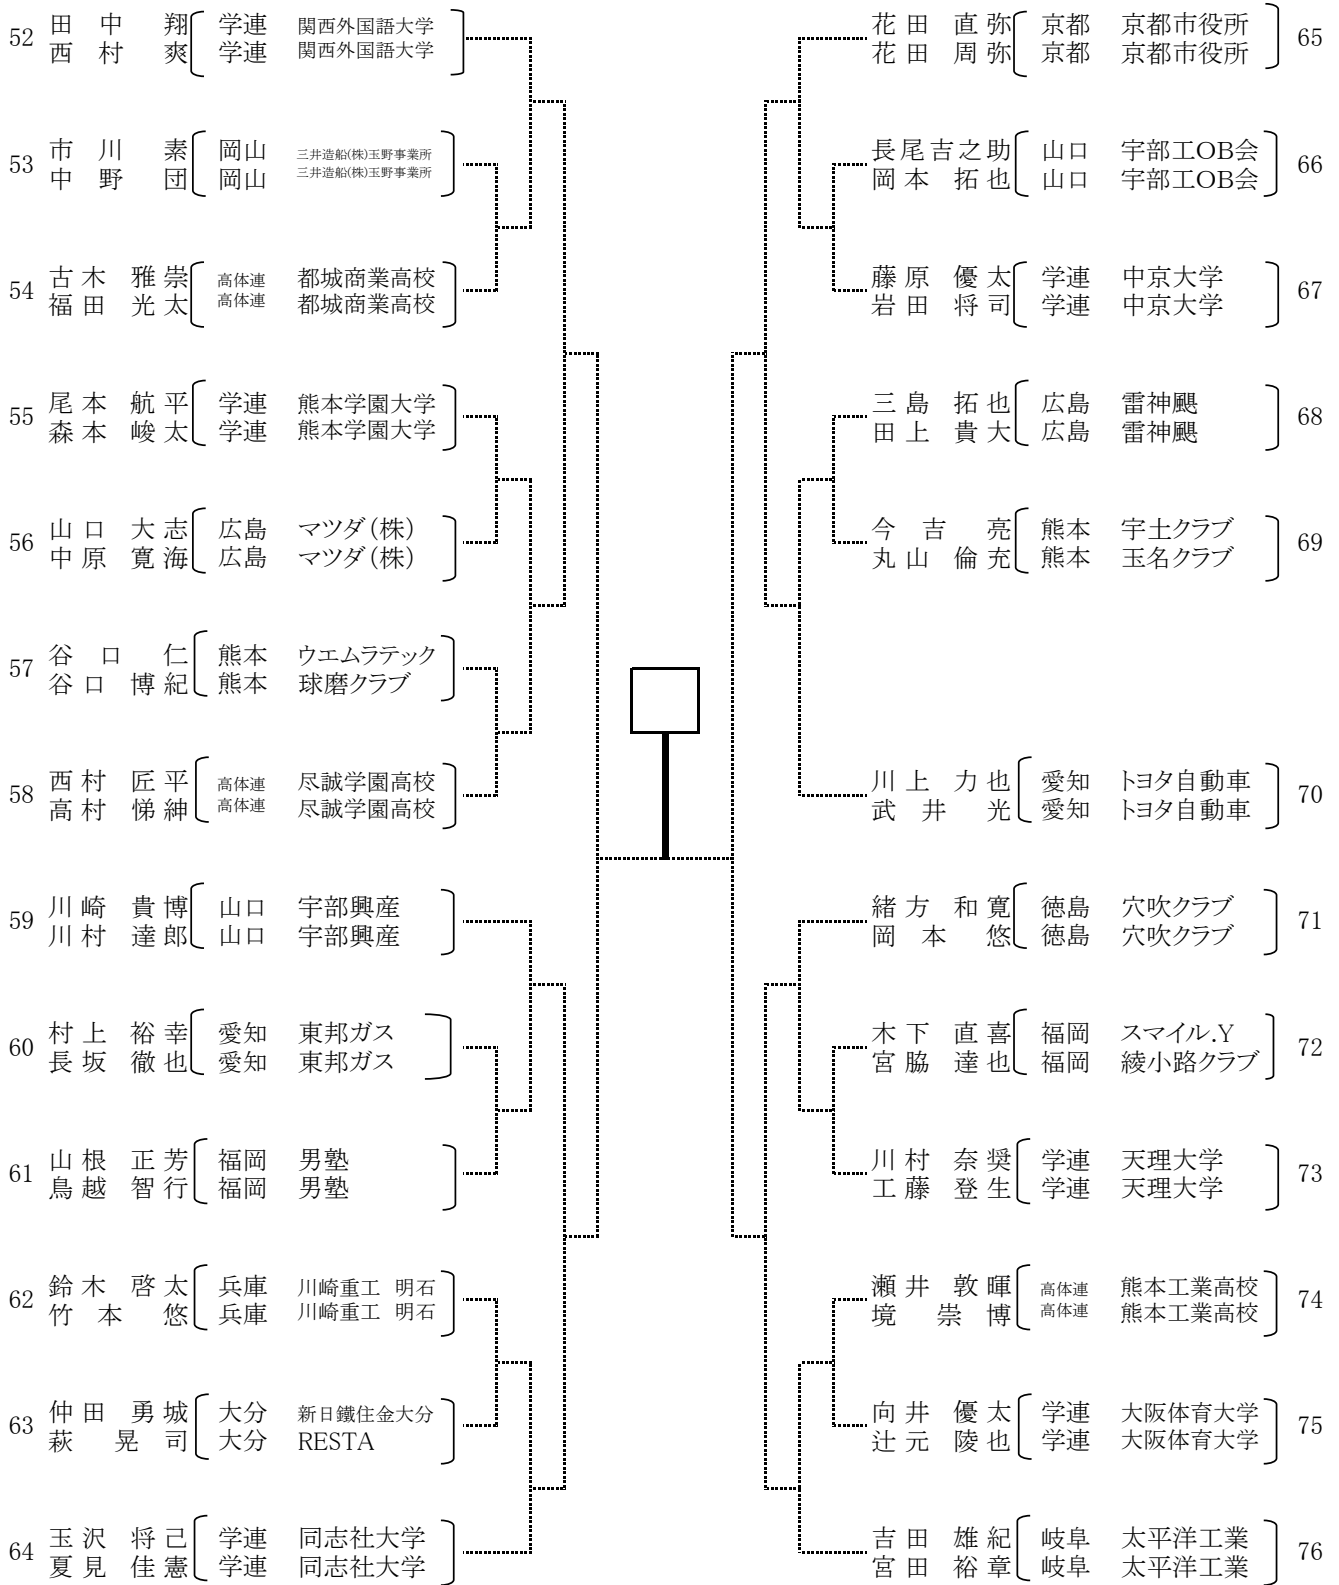 52 田中 翔 学連 関西外国語大学
西村 爽 学連 関西外国語大学
53 市川 素 岡山 三井造船(株)玉野事業所
中野 団 岡山 三井造船(株)玉野事業所
54 古木 雅崇 高体連 都城商業高校
福田 光太 高体連 都城商業高校
55 尾本 航平 学連 熊本学園大学
森本 崚太 学連 熊本学園大学
56 山口 大志 広島 マツダ(株)
中原 寛海 広島 マツダ(株)
57 谷口 仁 熊本 ウエムラテック
谷口 博紀 熊本 球磨クラブ
58 西村 匠平 高体連 尽誠学園高校
高村 悌紳 高体連 尽誠学園高校
59 川崎 貴博 山口 宇部興産
川村 達郎 山口 宇部興産
60 村上 裕幸 愛知 東邦ガス
長坂 徹也 愛知 東邦ガス
61 山根 正芳 福岡 男塾
鳥越 智行 福岡 男塾
62 鈴木 啓太 兵庫 川崎重工 明石
竹本 悠 兵庫 川崎重工 明石
63 仲田 勇城 大分 新日鐵住金大分
萩 晃司 大分 RESTA
64 玉沢 将己 学連 同志社大学
夏見 佳憲 学連 同志社大学
花田 直弥 京都 京都市役所 65
花田 周弥 京都 京都市役所
長尾吉之助 山口 宇部工OB会 66
岡本 拓也 山口 宇部工OB会
藤原 優太 学連 中京大学 67
岩田 将司 学連 中京大学
三島 拓也 広島 雷神颶 68
田上 貴大 広島 雷神颶
今吉 亮 熊本 宇土クラブ 69
丸山 倫充 熊本 玉名クラブ
川上 力也 愛知 トヨタ自動車 70
武井 光 愛知 トヨタ自動車
緒方 和寛 徳島 穴吹クラブ 71
岡本 悠 徳島 穴吹クラブ
木下 直喜 福岡 スマイル.Y 72
宮脇 達也 福岡 綾小路クラブ
川村 奈奨 学連 天理大学 73
工藤 登生 学連 天理大学
瀬井 敦暉 高体連 熊本工業高校 74
境 崇博 高体連 熊本工業高校
向井 優太 学連 大阪体育大学 75
辻元 陵也 学連 大阪体育大学
吉田 雄紀 岐阜 太平洋工業 76
宮田 裕章 岐阜 太平洋工業